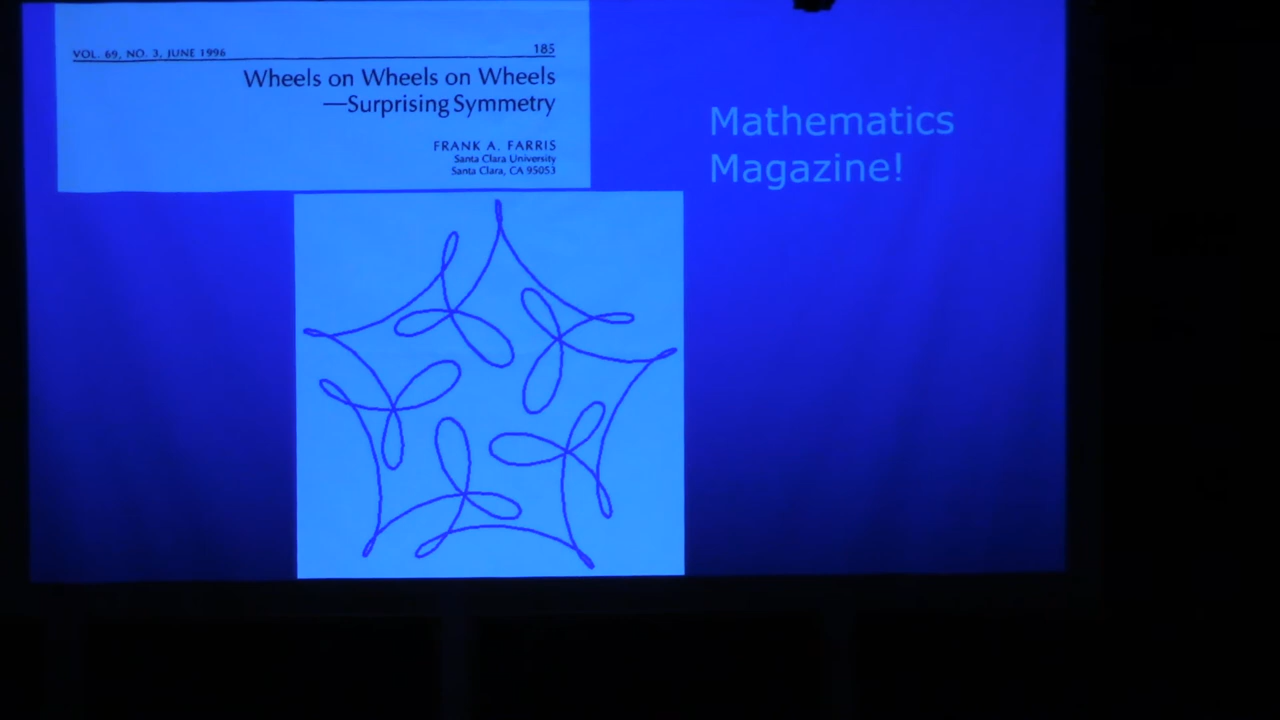 VOL. 69, NO. 3, JUNE 1996 185
Wheels on Wheels on Wheels
—Surprising Symmetry
FRANK A. FARRIS
Santa Clara University
Santa Clara, CA 95053
Mathematics
Magazine!